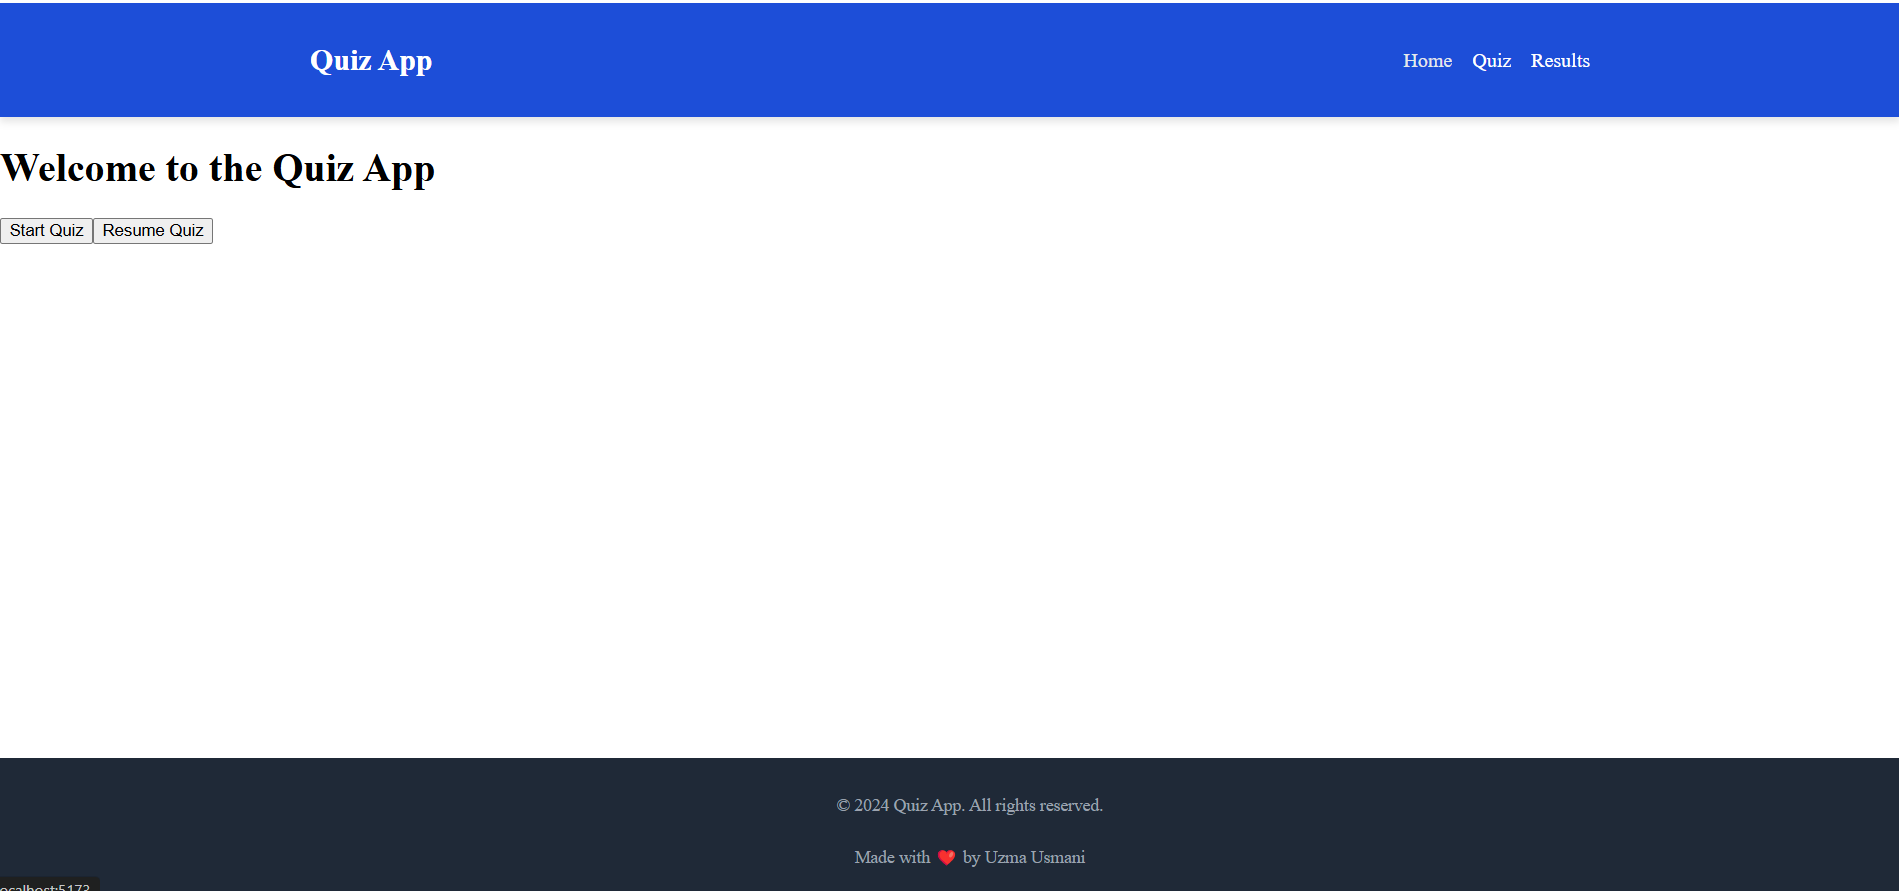 Quiz App
Home Quiz Results
Welcome to the Quiz App
Start Quiz Resume Quiz
© 2024 Quiz App. All rights reserved.
Made with ❤️ by Uzma Usmani
ocalhost:5173